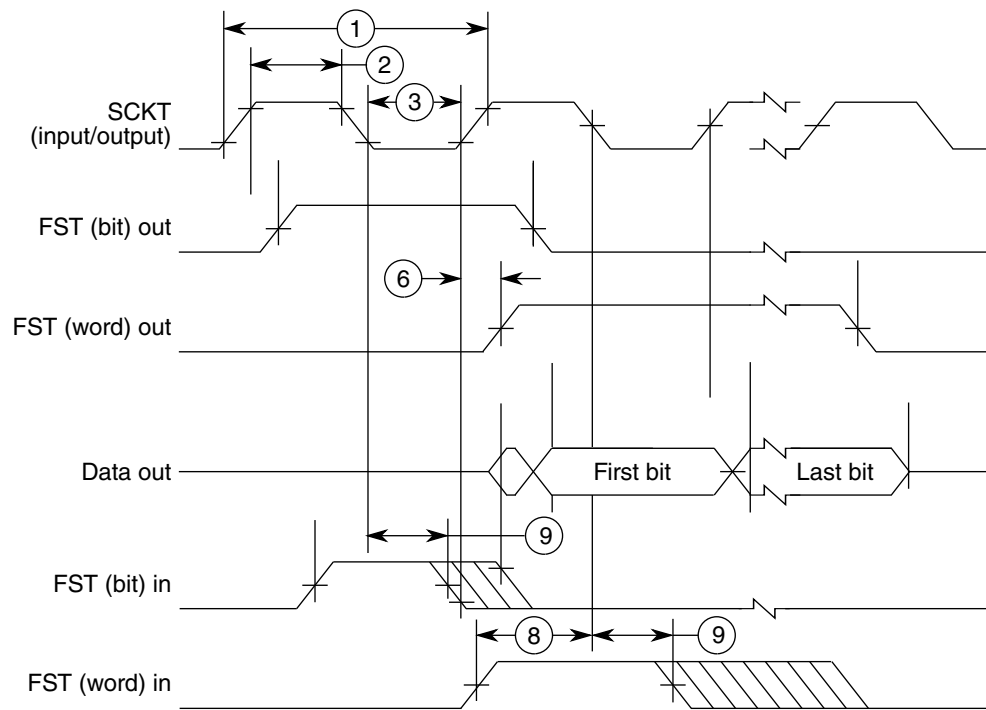 1
2
3
SCKT
(input/output)
FST (bit) out
6
FST (word) out
Data out
First bit
Last bit
9
FST (bit) in
8
9
FST (word) in